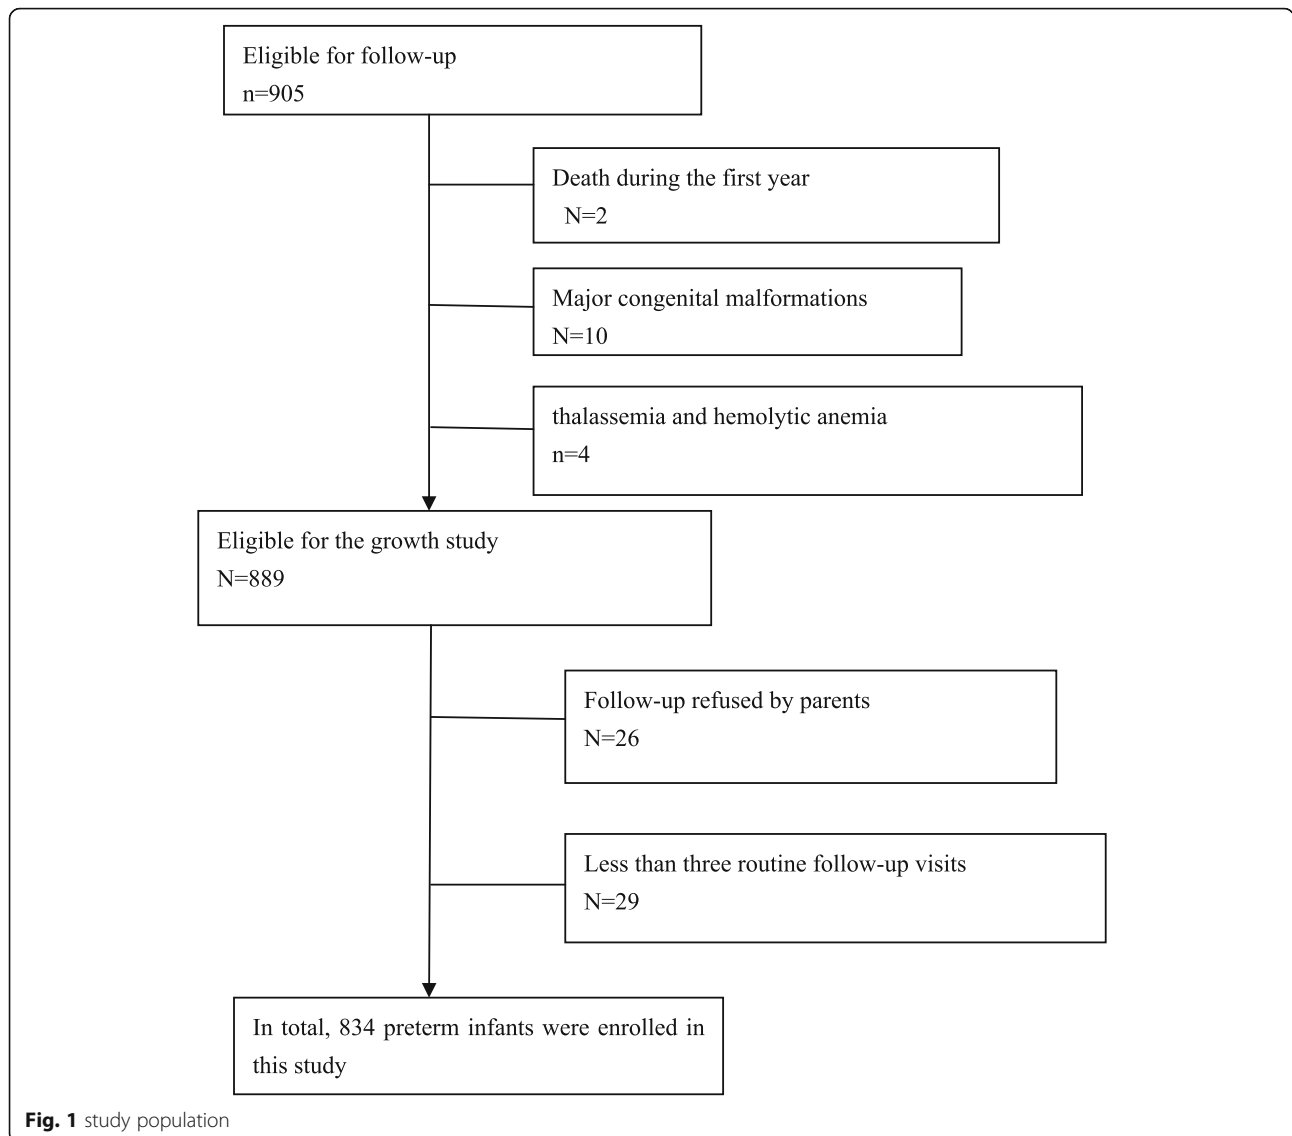 Eligible for follow-up
n=905
Death during the first year
N=2
Major congenital malformations
N=10
thalassemia and hemolytic anemia
n=4
Eligible for the growth study
N=889
Follow-up refused by parents
N=26
Less than three routine follow-up visits
N=29
In total, 834 preterm infants were enrolled in
this study
Fig. 1 study population